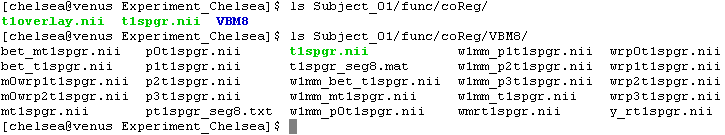 [chelsea@venus Experiment_Chelsea]$ ls Subject_01/func/coReg/
t1overlay.nii t1spgr.nii VBM8
[chelsea@venus Experiment_Chelsea]$ ls Subject_01/func/coReg/VBM8/
bet_mt1spgr.nii p0t1spgr.nii t1spgr.nii w1mm_p1t1spgr.nii wrp0t1spgr.nii
bet_t1spgr.nii p1t1spgr.nii t1spgr_seg8.mat w1mm_p2t1spgr.nii wrp1t1spgr.nii
m0wrp1t1spgr.nii p2t1spgr.nii w1mm_bet_t1spgr.nii w1mm_p3t1spgr.nii wrp2t1spgr.nii
m0wrp2t1spgr.nii p3t1spgr.nii w1mm_mt1spgr.nii w1mm_t1spgr.nii wrp3t1spgr.nii
mt1spgr.nii pt1spgr_seg8.txt w1mm_p0t1spgr.nii wmrt1spgr.nii y_rt1spgr.nii
[chelsea@venus Experiment_Chelsea]$